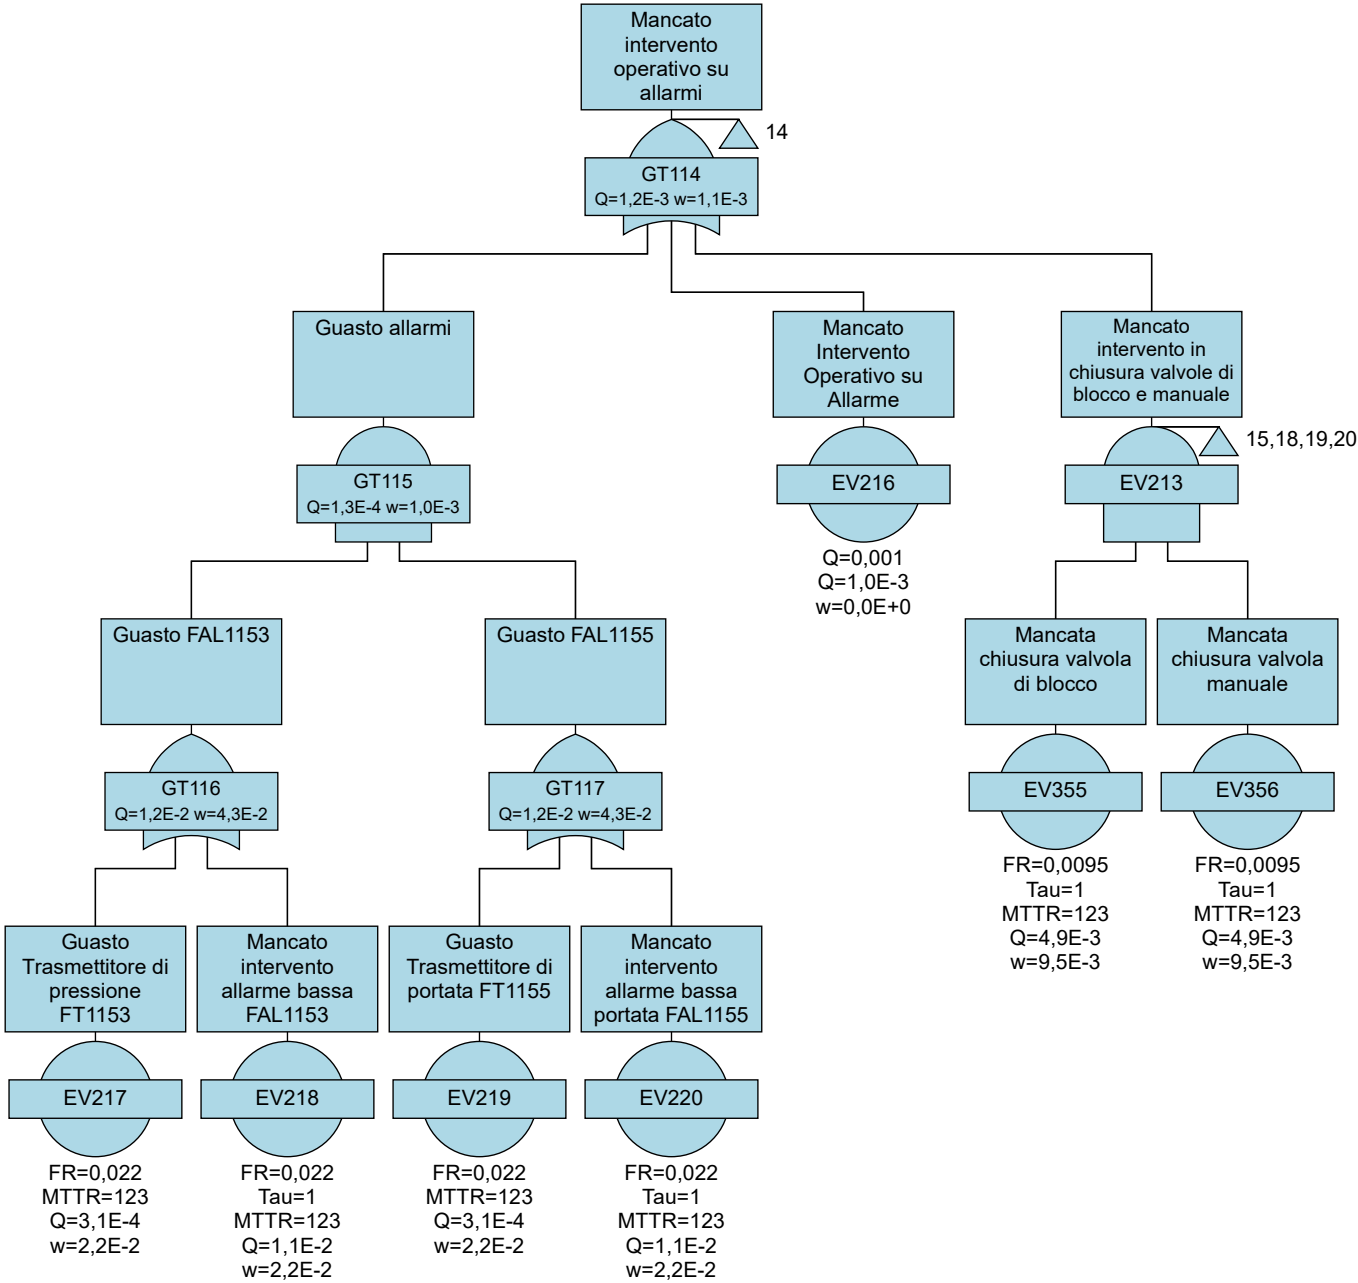 Mancato
intervento
operativo su
allarmi
14
GT114
Q=1,2E-3 w=1,1E-3
Guasto allarmi
GT115
Q=1,3E-4 w=1,0E-3
Mancato
Intervento
Operativo su
Allarme
EV216
Q=0,001
Q=1,0E-3
w=0,0E+0
Mancato
intervento in
chiusura valvole di
blocco e manuale
15,18,19,20
EV213
Guasto FAL1153
GT116
Q=1,2E-2 w=4,3E-2
Guasto FAL1155
GT117
Q=1,2E-2 w=4,3E-2
Mancata
chiusura valvola
di blocco
EV355
FR=0,0095
Tau=1
MTTR=123
Q=4,9E-3
w=9,5E-3
Mancata
chiusura valvola
manuale
EV356
FR=0,0095
Tau=1
MTTR=123
Q=4,9E-3
w=9,5E-3
Guasto
Trasmettitore di
pressione
FT1153
EV217
FR=0,022
MTTR=123
Q=3,1E-4
w=2,2E-2
Mancato
intervento
allarme bassa
FAL1153
EV218
FR=0,022
Tau=1
MTTR=123
Q=1,1E-2
w=2,2E-2
Guasto
Trasmettitore di
portata FT1155
EV219
FR=0,022
MTTR=123
Q=3,1E-4
w=2,2E-2
Mancato
intervento
allarme bassa
portata FAL1155
EV220
FR=0,022
Tau=1
MTTR=123
Q=1,1E-2
w=2,2E-2